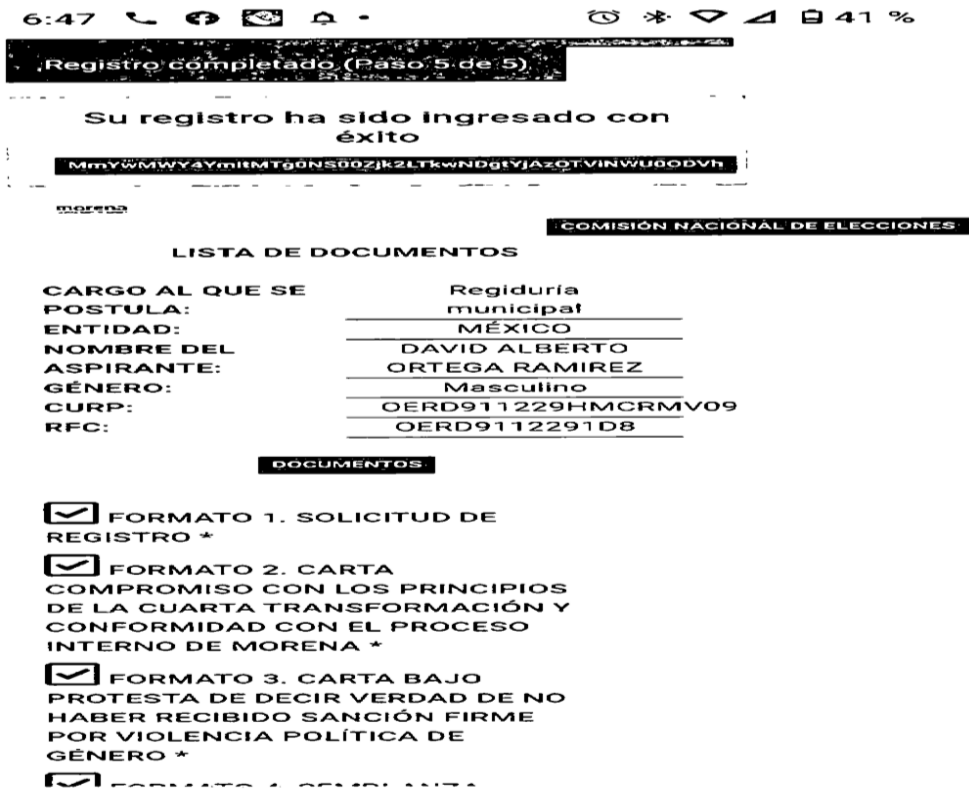 6:47
41 %
Registro completado (Paso 5 de 5)
Su registro ha sido ingresado con
éxito
morena
COMISIÓN NACIONAL DE ELECCIONES
LISTA DE DOCUMENTOS
CARGO AL QUE SE POSTULA: Regiduría municipal
ENTIDAD: MÉXICO
NOMBRE DEL ASPIRANTE: DAVID ALBERTO ORTEGA RAMIREZ
GÉNERO: Masculino
CURP: OERD911229HMCRMV09
RFC: OERD9112291D8
DOCUMENTOS
FORMATO 1. SOLICITUD DE
REGISTRO *
FORMATO 2. CARTA
COMPROMISO CON LOS PRINCIPIOS
DE LA CUARTA TRANSFORMACIÓN Y
CONFORMIDAD CON EL PROCESO
INTERNO DE MORENA *
FORMATO 3. CARTA BAJO
PROTESTA DE DECIR VERDAD DE NO
HABER RECIBIDO SANCIÓN FIRME
POR VIOLENCIA POLÍTICA DE
GÉNERO *